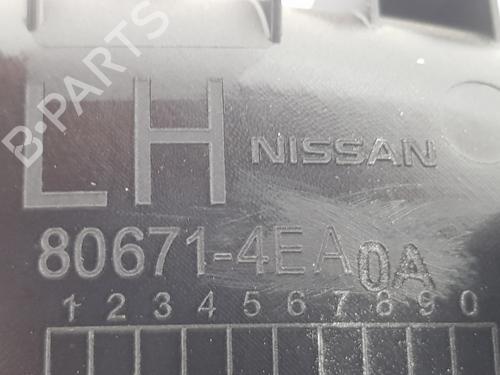 B-PARTS
LH NISSAN
80671-4EA0A
1 2 3 4 5 6 7 8 9 0